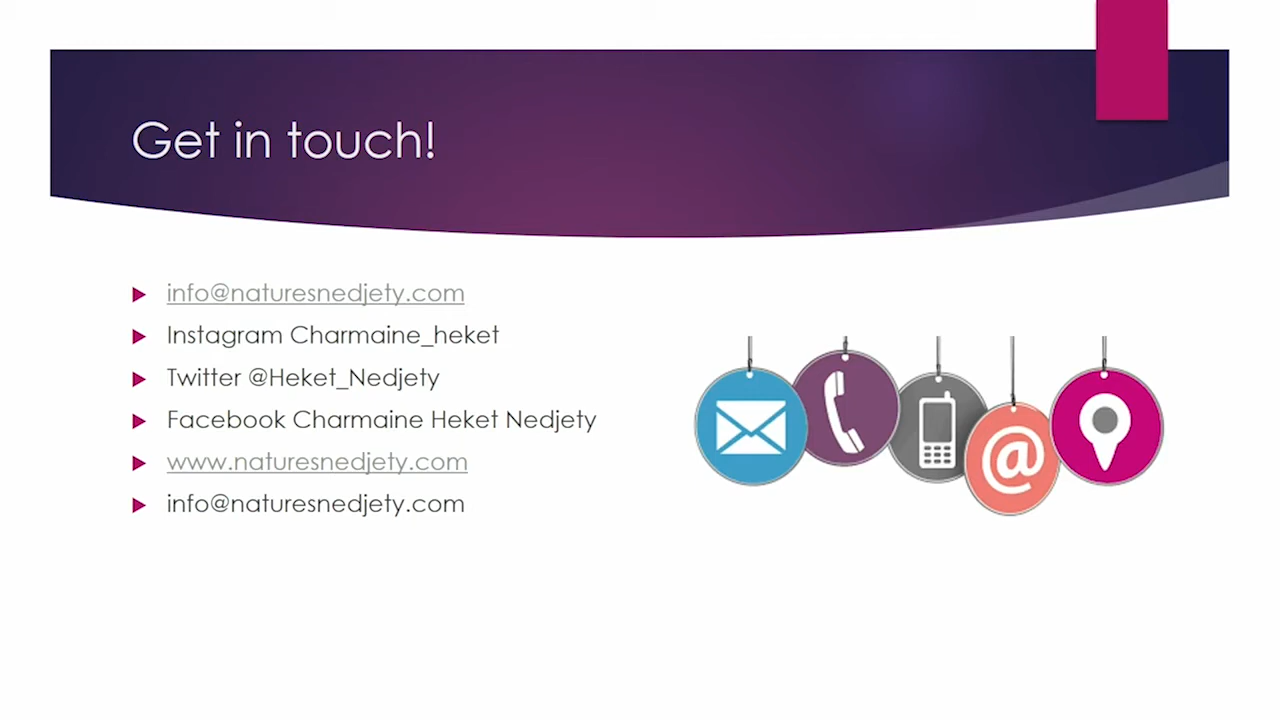 Get in touch!
info@naturesnedjety.com
Instagram Charmaine_heket
Twitter @Heket_Nedjety
Facebook Charmaine Heket Nedjety
www.naturesnedjety.com
info@naturesnedjety.com